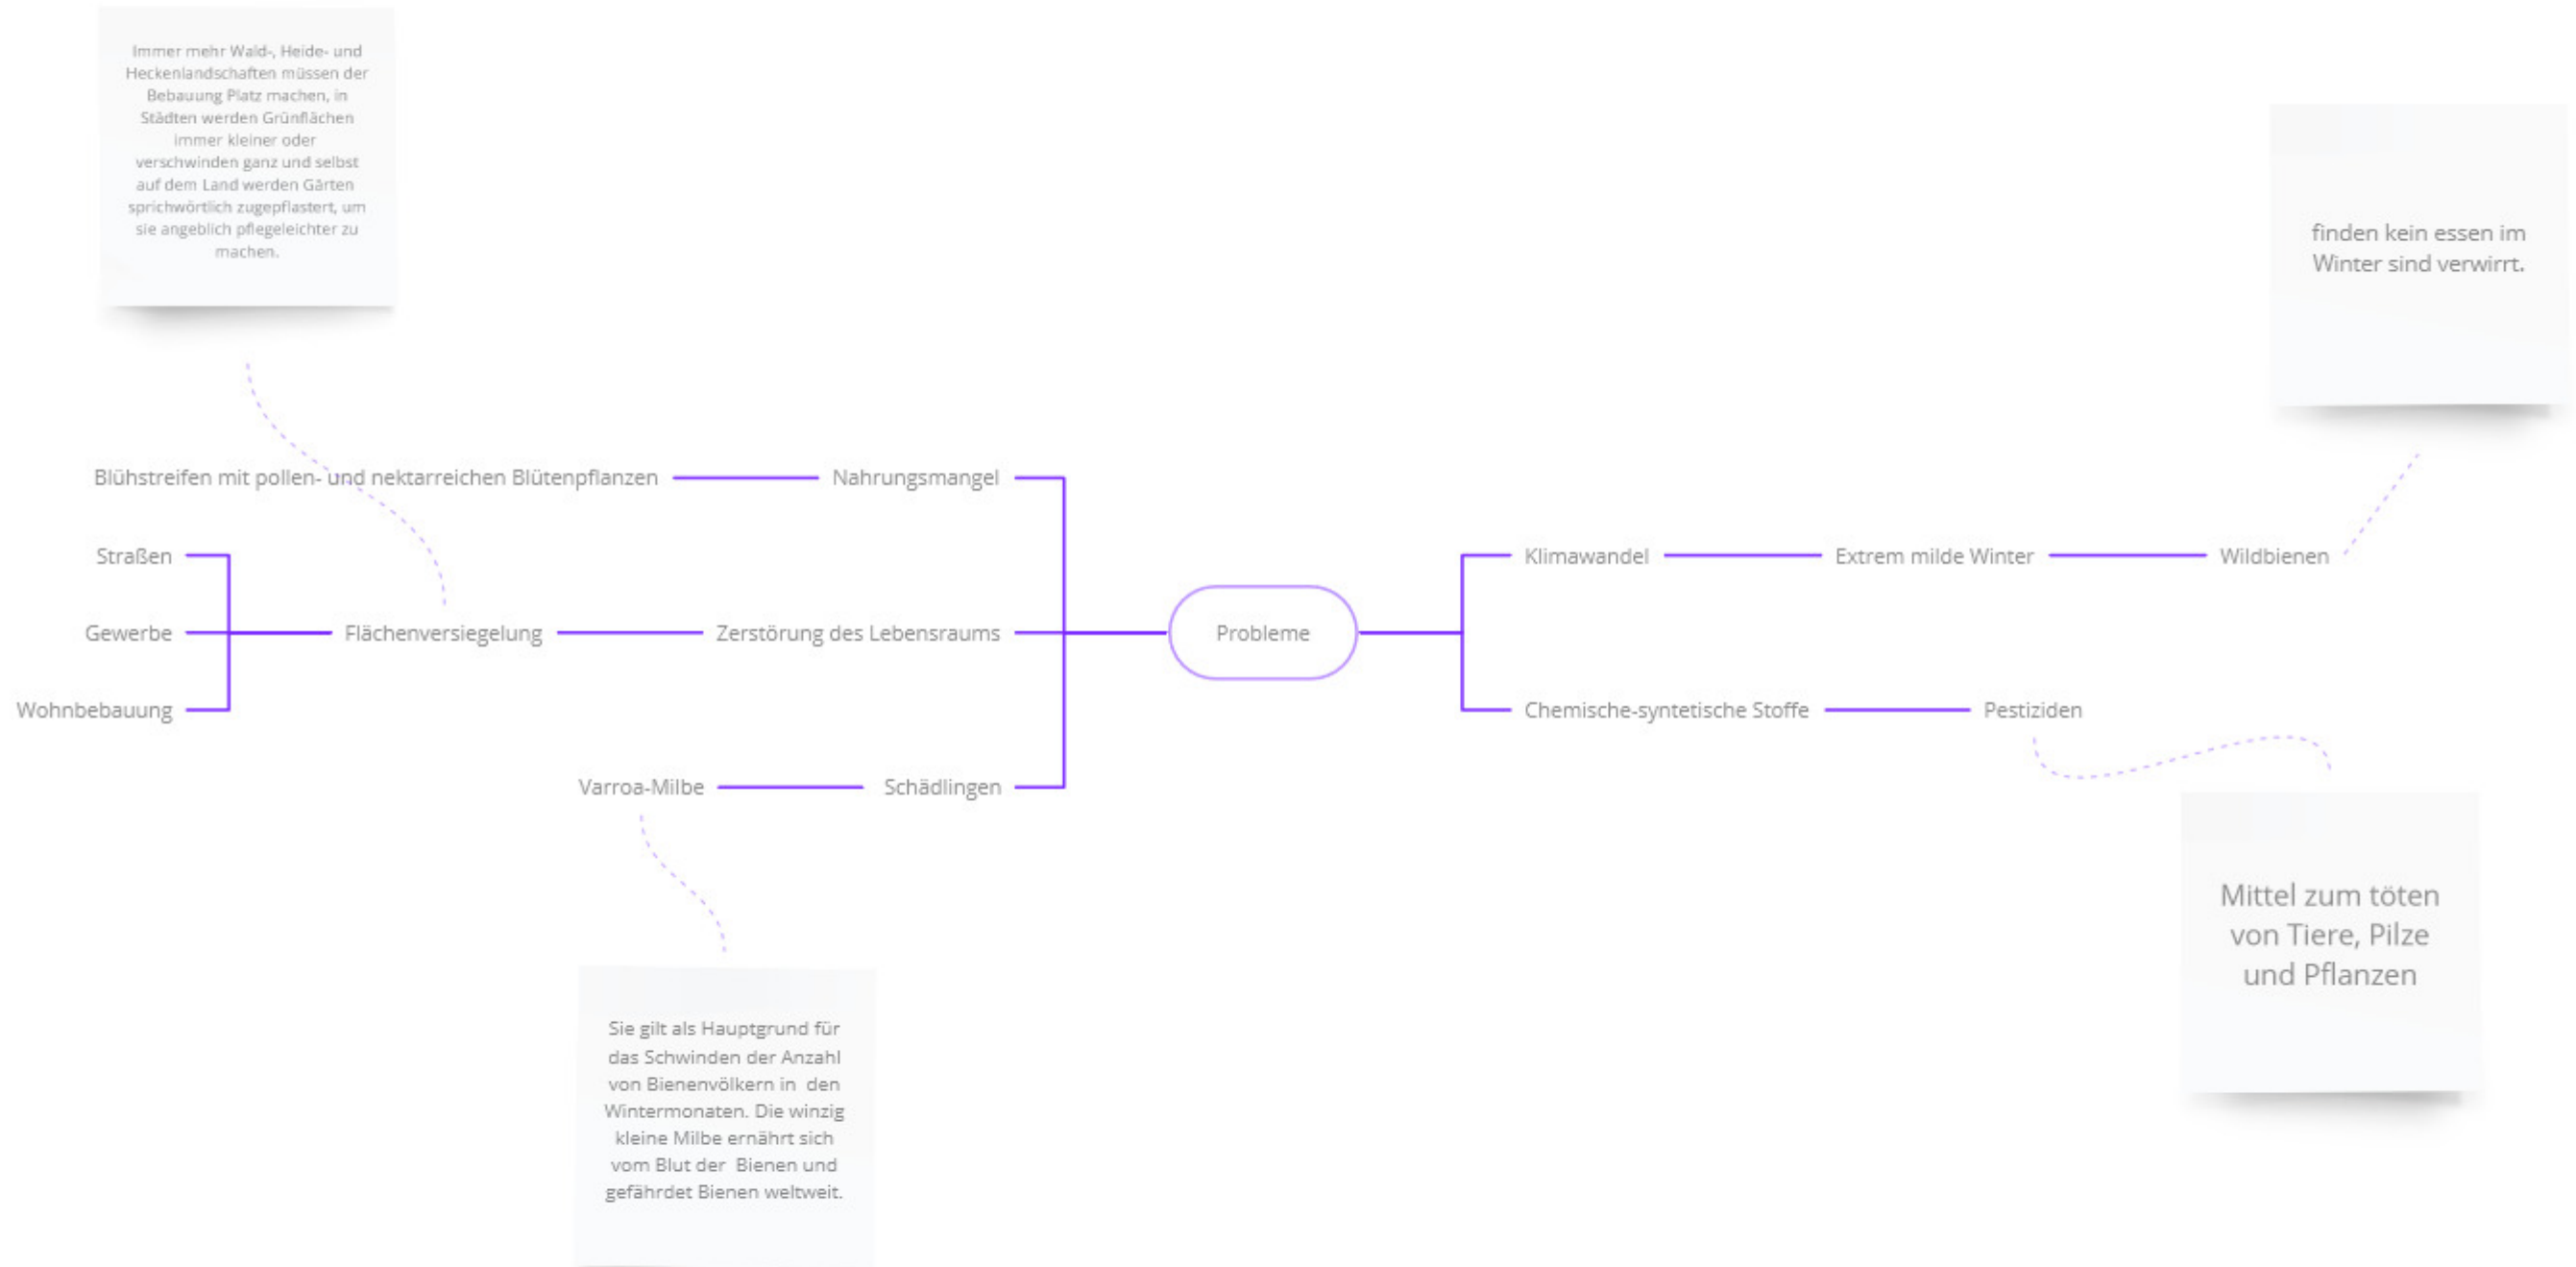 Immer mehr Wald-, Heide- und
Heckenlandschaften müssen der
Bebauung Platz machen, in
Städten werden Grünflächen
immer kleiner oder
verschwinden ganz und selbst
auf dem Land werden Gärten
sprichwörtlich zugepflastert, um
sie angeblich pflegeleichter zu
machen.
finden kein essen im
Winter sind verwirrt.
Blühstreifen mit pollen- und nektarreichen Blütenpflanzen
Nahrungsmangel
Straßen
Gewerbe
Wohnbebauung
Flächenversiegelung
Zerstörung des Lebensraums
Varroa-Milbe
Schädlingen
Probleme
Klimawandel
Extrem milde Winter
Wildbienen
Chemische-syntetische Stoffe
Pestiziden
Mittel zum töten
von Tiere, Pilze
und Pflanzen
Sie gilt als Hauptgrund für
das Schwinden der Anzahl
von Bienenvölkern in den
Wintermonaten. Die winzig
kleine Milbe ernährt sich
vom Blut der Bienen und
gefährdet Bienen weltweit.